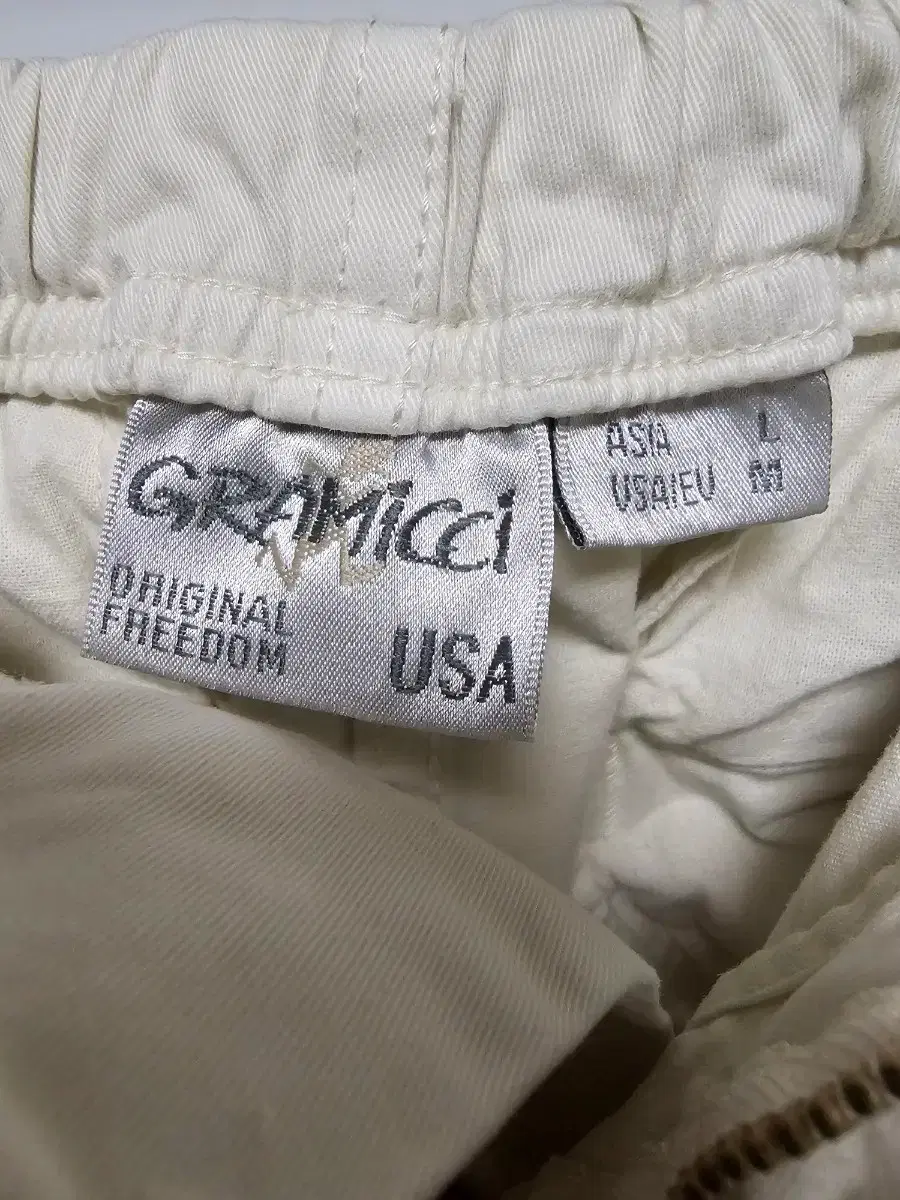 GRAMiCCi
ORIGINAL
FREEDOM
USA
ASIA L
USA/EU M